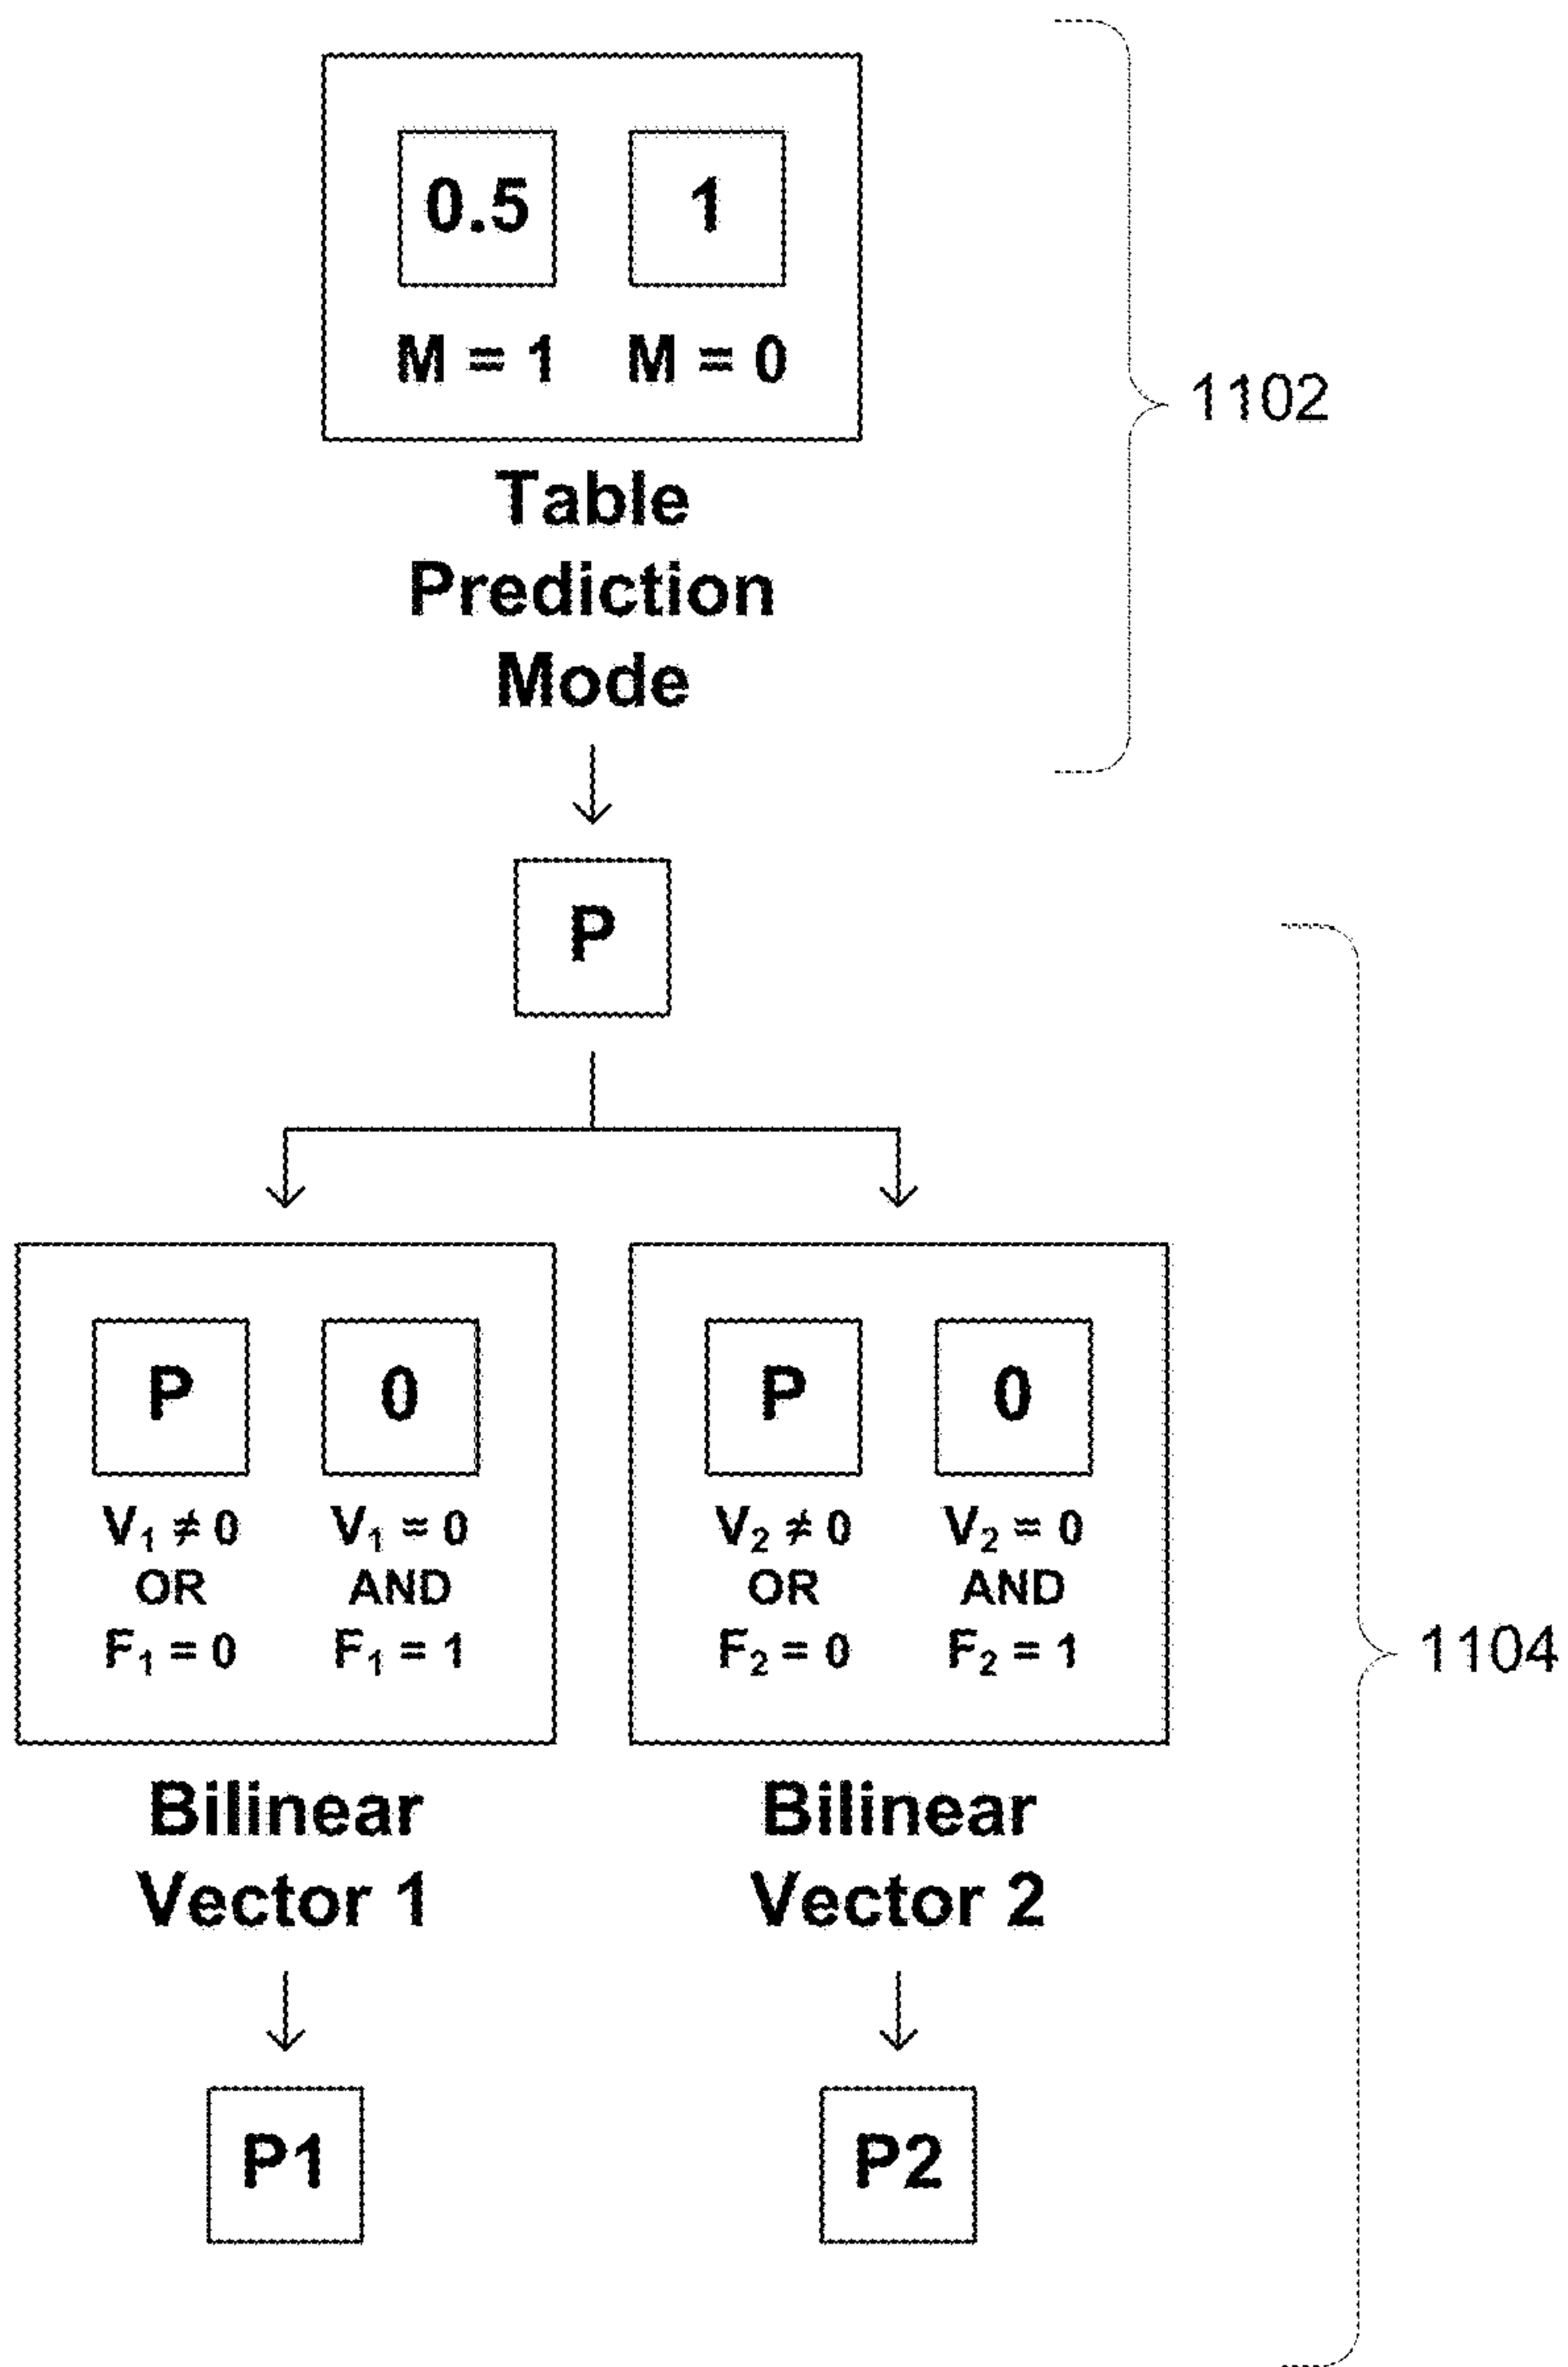 0.5 1
M = 1 M = 0
1102
Table
Prediction
Mode
P
P 0 P 0
V₁ ≠ 0 V₁ = 0 V₂ ≠ 0 V₂ = 0
OR AND OR AND
F₁ = 0 F₁ = 1 F₂ = 0 F₂ = 1
1104
Bilinear Bilinear
Vector 1 Vector 2
P1 P2